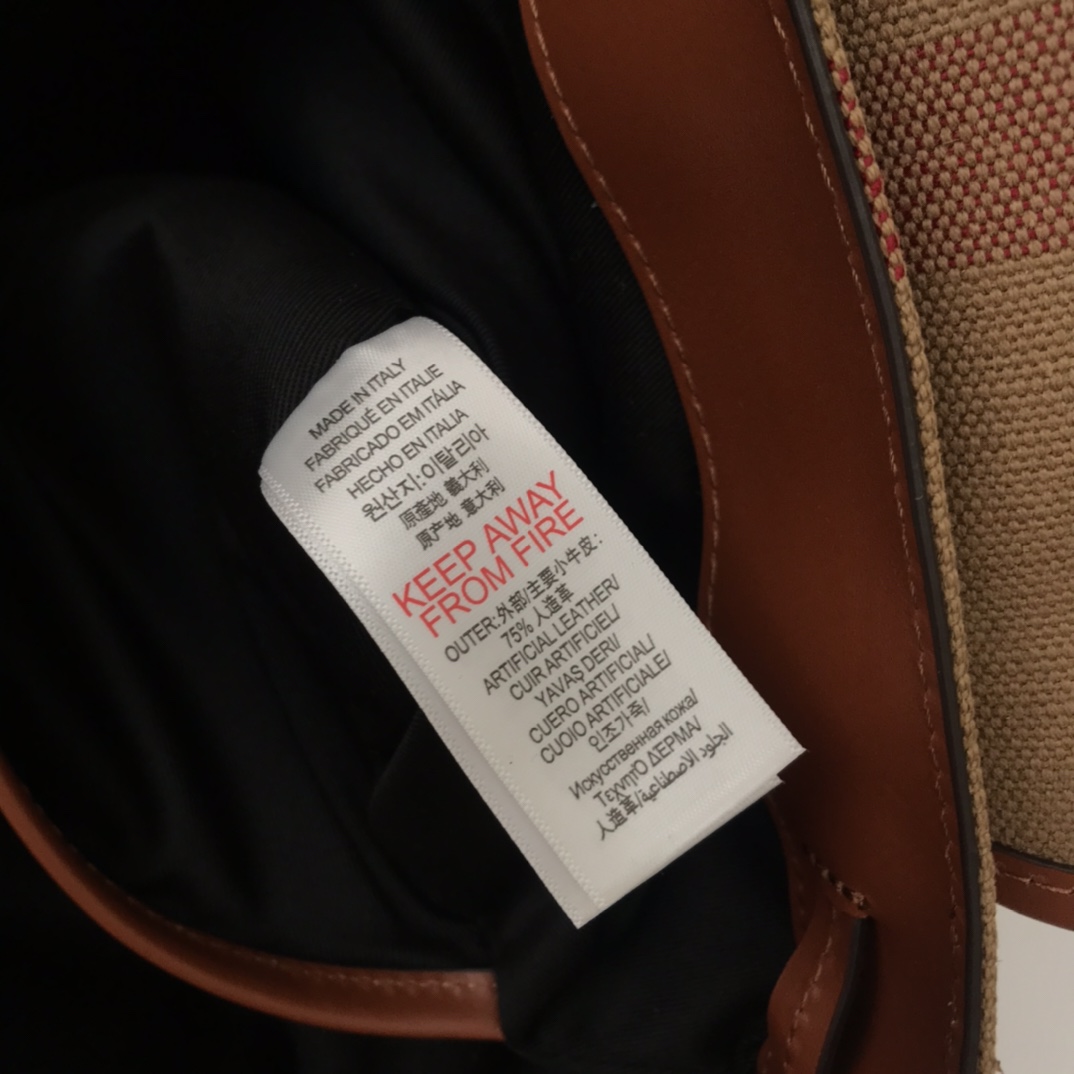 MADE IN ITALY
FABRIQUÉ EN ITALIE
FABRICADO EM ITÁLIA
HECHO EN ITALIA
원산지:이탈리아
原產地 義大利
原产地 意大利
KEEP AWAY
FROM FIRE
OUTER:外部/主要小牛皮:
75% 人造革
ARTIFICIAL LEATHER/
CUIR ARTIFICIEL/
YAVAŞ DERI/
CUERO ARTIFICIAL/
CUOIO ARTIFICIALE/
인조가죽/
Искусственная кожа/
Τεχνητό ΔΕΡΜΑ/
人造革/الجلود الاصطناعية